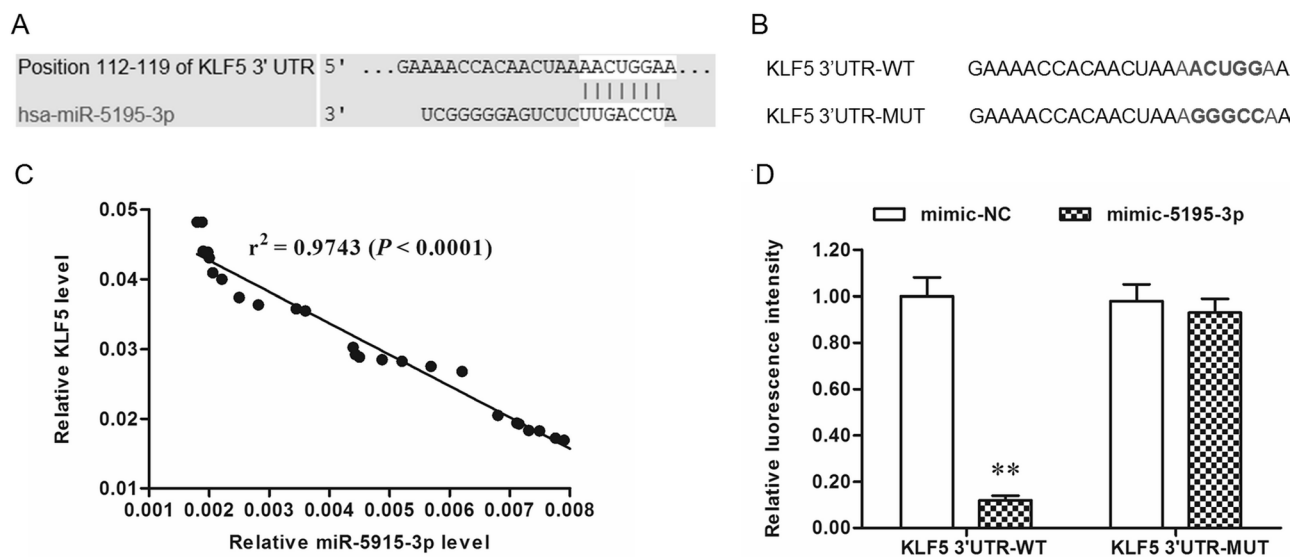 A
Position 112-119 of KLF5 3' UTR 5' ...GAAAACCACAACUAAAACUGGAA...
hsa-miR-5195-3p 3' UCGGGGGAGUCUCUUGACCUA
B
KLF5 3'UTR-WT GAAAACCACAACUAAAACUGGAA
KLF5 3'UTR-MUT GAAAACCACAACUAAAGGGCCAA
C
Relative KLF5 level
0.05
0.04
0.03
0.02
0.01
r² = 0.9743 (P < 0.0001)
0.001 0.002 0.003 0.004 0.005 0.006 0.007 0.008
Relative miR-5915-3p level
D
mimic-NC mimic-5195-3p
Relative luorescence intensity
1.20
1.00
0.80
0.60
0.40
0.20
0.00
**
KLF5 3'UTR-WT KLF5 3'UTR-MUT